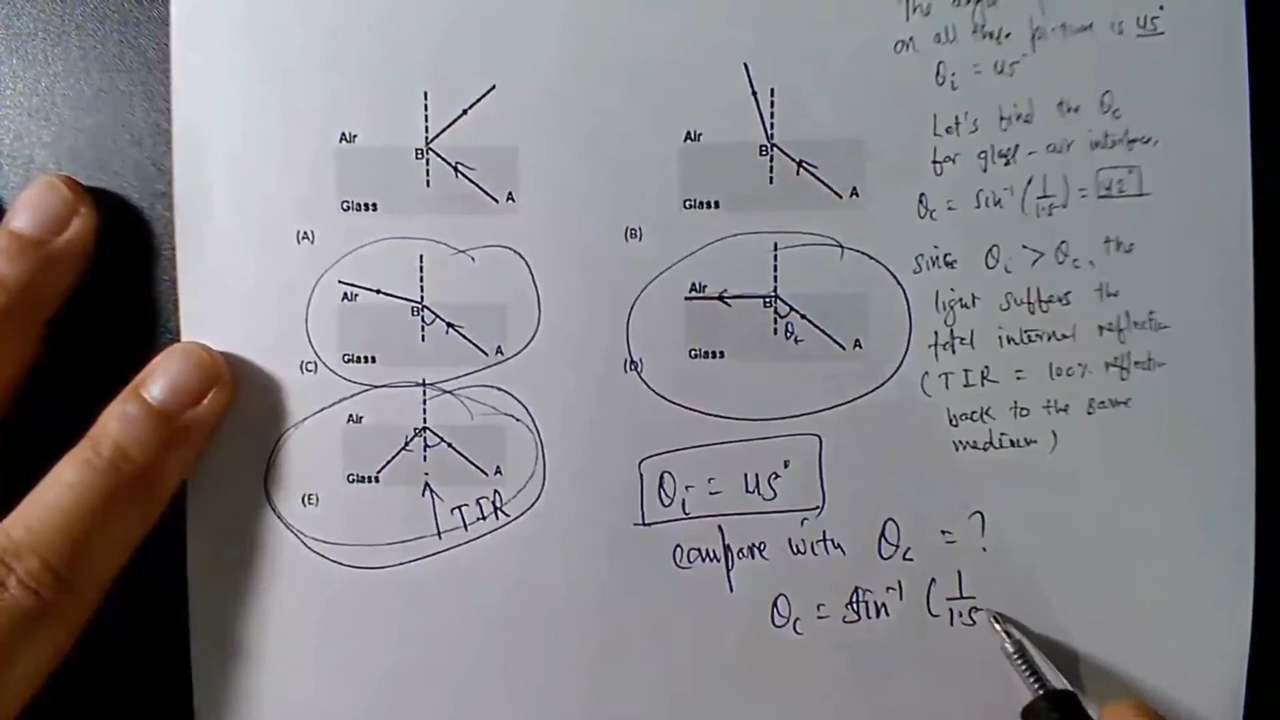 on all these is 45°
θi = 45°
Let's find the θc
for glass-air interface,
θc = sin⁻¹ (1/1.5) = 42°
since θi > θc, the
light suffers the
total internal reflection
(TIR = 100% reflection
back to the same
medium)
Air
B
A
Glass
(A)
Air
B
A
Glass
(B)
Air
B
A
Glass
(C)
Air
B
θc
A
Glass
(D)
Air
A
Glass
(E)
TIR
θi = 45°
compare with θc = ?
θc = sin⁻¹ (1/1.5